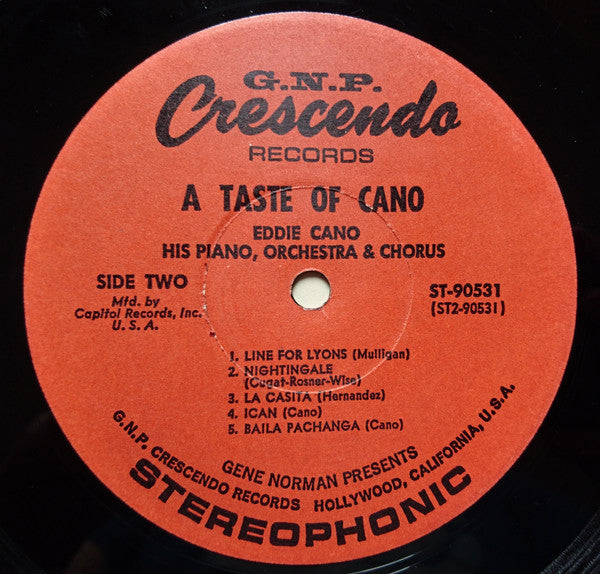 G.N.P.
Crescendo
RECORDS
A TASTE OF CANO
EDDIE CANO
HIS PIANO, ORCHESTRA & CHORUS
SIDE TWO
Mfd. by
Capitol Records, Inc.
U. S. A.
ST-90531
(ST2-90531)
1. LINE FOR LYONS (Mulligan)
2. NIGHTINGALE
(Cugat-Rosner-Wise)
3. LA CASITA (Hernandez)
4. ICAN (Cano)
5. BAILA PACHANGA (Cano)
GENE NORMAN PRESENTS
G.N.P. CRESCENDO RECORDS HOLLYWOOD, CALIFORNIA, U.S.A.
STEREOPHONIC